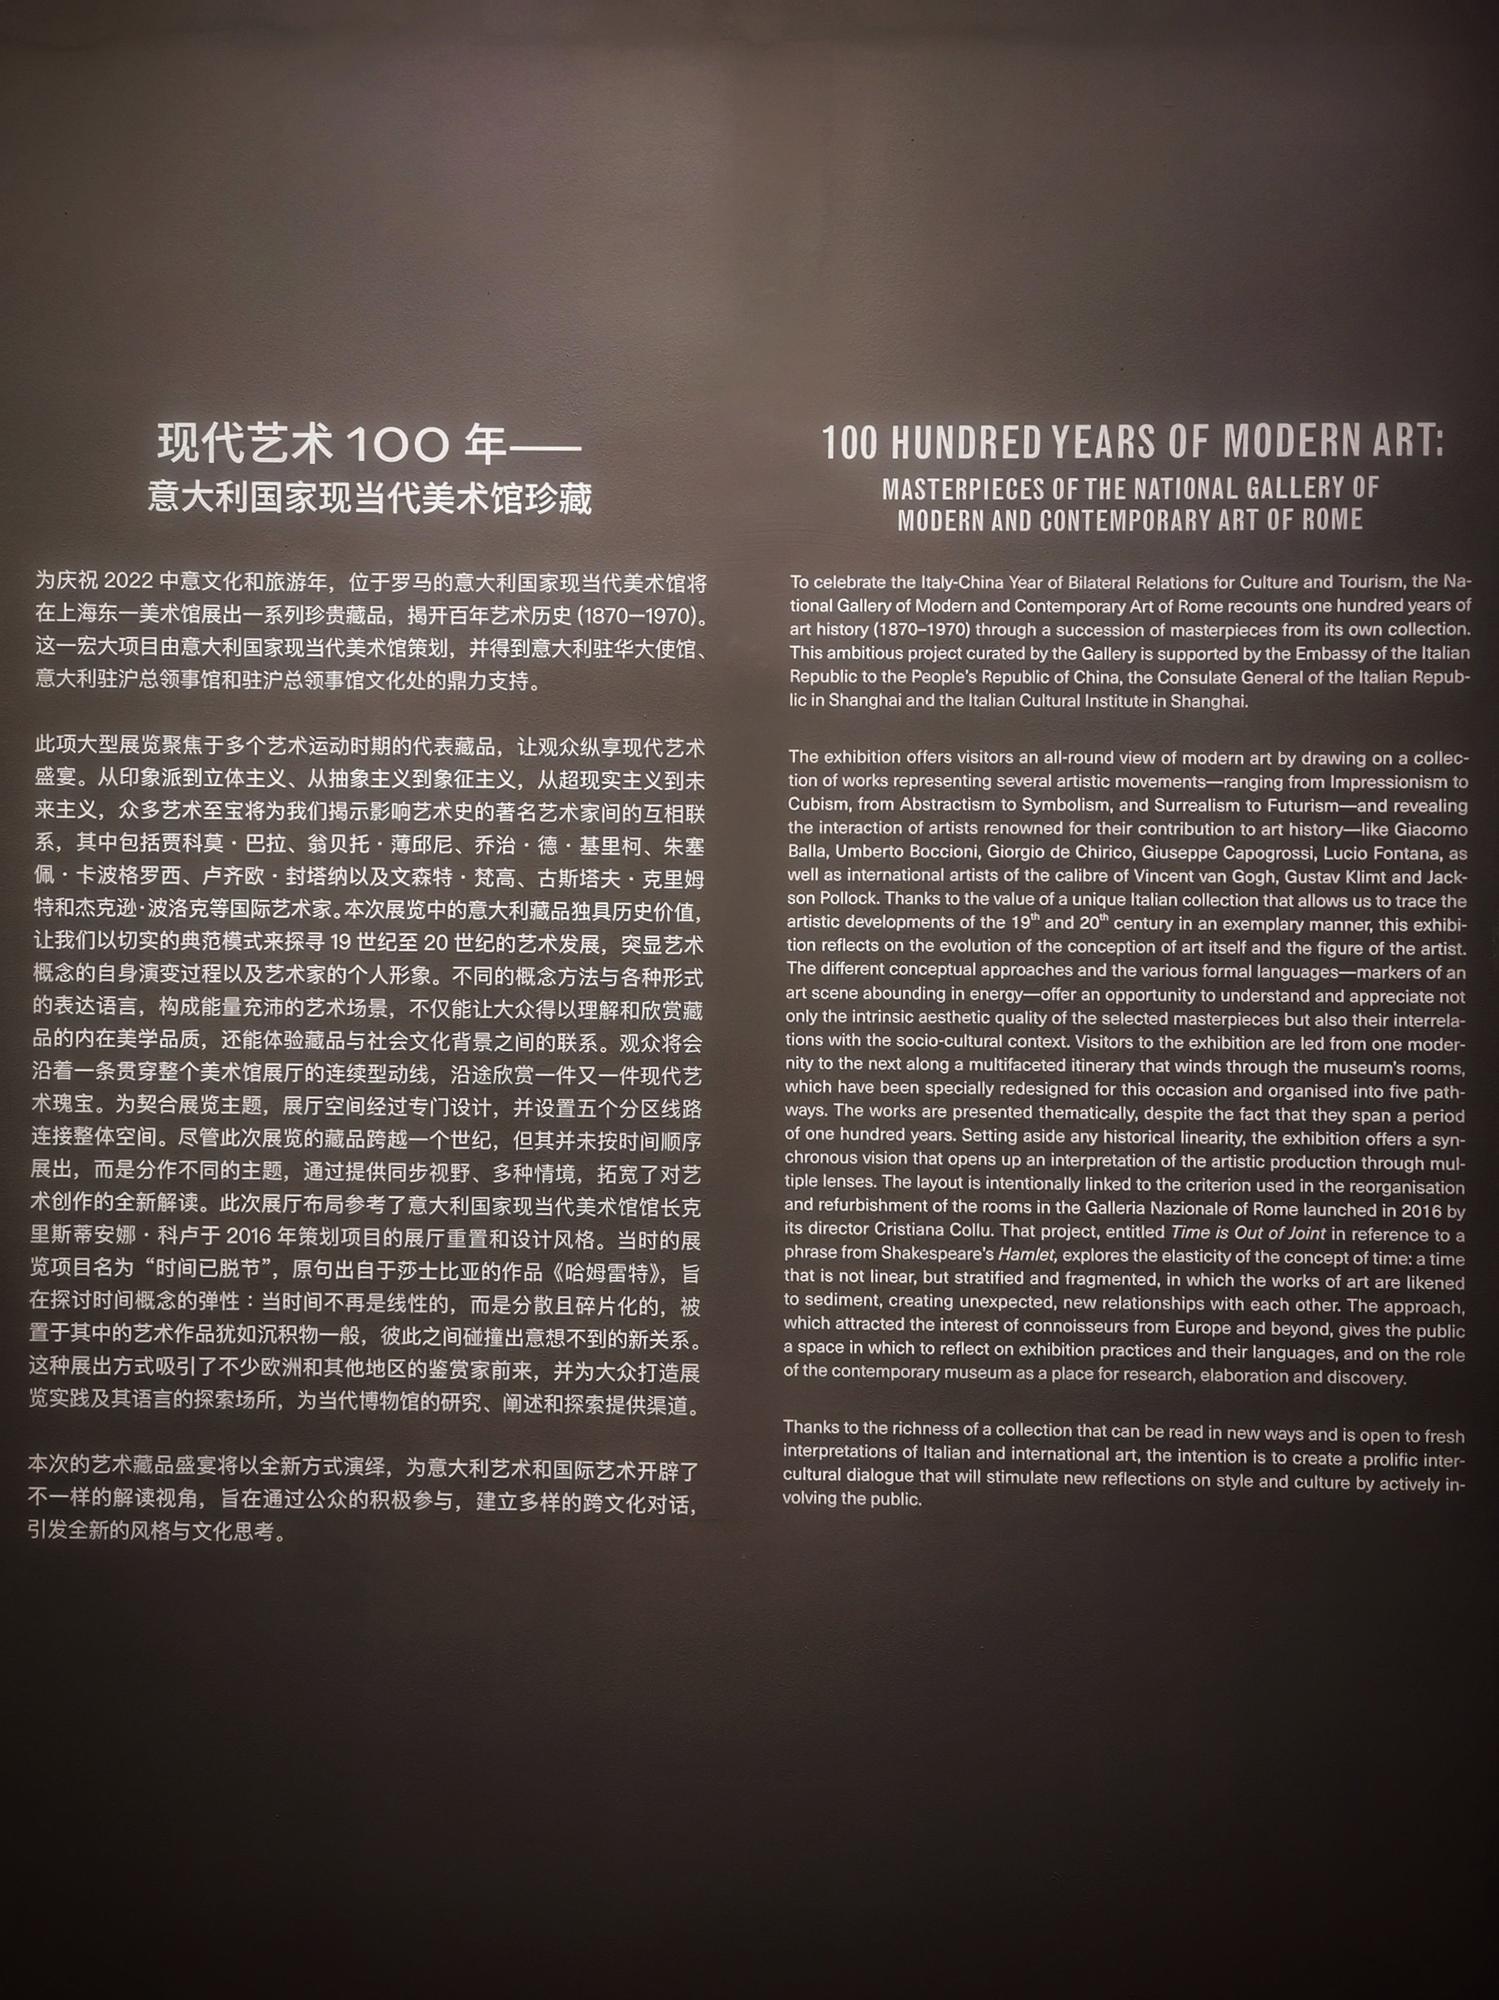 现代艺术 100 年——
意大利国家现当代美术馆珍藏
为庆祝 2022 中意文化和旅游年，位于罗马的意大利国家现当代美术馆将
在上海东一美术馆展出一系列珍贵藏品，揭开百年艺术历史 (1870—1970)。
这一宏大项目由意大利国家现当代美术馆策划，并得到意大利驻华大使馆、
意大利驻沪总领事馆和驻沪总领事馆文化处的鼎力支持。
此项大型展览聚焦于多个艺术运动时期的代表藏品，让观众纵享现代艺术
盛宴。从印象派到立体主义、从抽象主义到象征主义，从超现实主义到未
来主义，众多艺术至宝将为我们揭示影响艺术史的著名艺术家间的互相联
系，其中包括贾科莫·巴拉、翁贝托·薄邱尼、乔治·德·基里柯、朱塞
佩·卡波格罗西、卢齐欧·封塔纳以及文森特·梵高、古斯塔夫·克里姆
特和杰克逊·波洛克等国际艺术家。本次展览中的意大利藏品独具历史价值，
让我们以切实的典范模式来探寻 19 世纪至 20 世纪的艺术发展，突显艺术
概念的自身演变过程以及艺术家的个人形象。不同的概念方法与各种形式
的表达语言，构成能量充沛的艺术场景，不仅能让大众得以理解和欣赏藏
品的内在美学品质，还能体验藏品与社会文化背景之间的联系。观众将会
沿着一条贯穿整个美术馆展厅的连续型动线，沿途欣赏一件又一件现代艺
术瑰宝。为契合展览主题，展厅空间经过专门设计，并设置五个分区线路
连接整体空间。尽管此次展览的藏品跨越一个世纪，但其并未按时间顺序
展出，而是分作不同的主题，通过提供同步视野、多种情境，拓宽了对艺
术创作的全新解读。此次展厅布局参考了意大利国家现当代美术馆馆长克
里斯蒂安娜·科卢于 2016 年策划项目的展厅重置和设计风格。当时的展
览项目名为“时间已脱节”，原句出自于莎士比亚的作品《哈姆雷特》，旨
在探讨时间概念的弹性：当时间不再是线性的，而是分散且碎片化的，被
置于其中的艺术作品犹如沉积物一般，彼此之间碰撞出意想不到的新关系。
这种展出方式吸引了不少欧洲和其他地区的鉴赏家前来，并为大众打造展
览实践及其语言的探索场所，为当代博物馆的研究、阐述和探索提供渠道。
本次的艺术藏品盛宴将以全新方式演绎，为意大利艺术和国际艺术开辟了
不一样的解读视角，旨在通过公众的积极参与，建立多样的跨文化对话，
引发全新的风格与文化思考。
100 HUNDRED YEARS OF MODERN ART:
MASTERPIECES OF THE NATIONAL GALLERY OF
MODERN AND CONTEMPORARY ART OF ROME
To celebrate the Italy-China Year of Bilateral Relations for Culture and Tourism, the Na-
tional Gallery of Modern and Contemporary Art of Rome recounts one hundred years of
art history (1870–1970) through a succession of masterpieces from its own collection.
This ambitious project curated by the Gallery is supported by the Embassy of the Italian
Republic to the People's Republic of China, the Consulate General of the Italian Repub-
lic in Shanghai and the Italian Cultural Institute in Shanghai.
The exhibition offers visitors an all-round view of modern art by drawing on a collec-
tion of works representing several artistic movements—ranging from Impressionism to
Cubism, from Abstractism to Symbolism, and Surrealism to Futurism—and revealing
the interaction of artists renowned for their contribution to art history—like Giacomo
Balla, Umberto Boccioni, Giorgio de Chirico, Giuseppe Capogrossi, Lucio Fontana, as
well as international artists of the calibre of Vincent van Gogh, Gustav Klimt and Jack-
son Pollock. Thanks to the value of a unique Italian collection that allows us to trace the
artistic developments of the 19th and 20th century in an exemplary manner, this exhibi-
tion reflects on the evolution of the conception of art itself and the figure of the artist.
The different conceptual approaches and the various formal languages—markers of an
art scene abounding in energy—offer an opportunity to understand and appreciate not
only the intrinsic aesthetic quality of the selected masterpieces but also their interrela-
tions with the socio-cultural context. Visitors to the exhibition are led from one moder-
nity to the next along a multifaceted itinerary that winds through the museum's rooms,
which have been specially redesigned for this occasion and organised into five path-
ways. The works are presented thematically, despite the fact that they span a period
of one hundred years. Setting aside any historical linearity, the exhibition offers a syn-
chronous vision that opens up an interpretation of the artistic production through mul-
tiple lenses. The layout is intentionally linked to the criterion used in the reorganisation
and refurbishment of the rooms in the Galleria Nazionale of Rome launched in 2016 by
its director Cristiana Collu. That project, entitled Time is Out of Joint in reference to a
phrase from Shakespeare's Hamlet, explores the elasticity of the concept of time: a time
that is not linear, but stratified and fragmented, in which the works of art are likened
to sediment, creating unexpected, new relationships with each other. The approach,
which attracted the interest of connoisseurs from Europe and beyond, gives the public
a space in which to reflect on exhibition practices and their languages, and on the role
of the contemporary museum as a place for research, elaboration and discovery.
Thanks to the richness of a collection that can be read in new ways and is open to fresh
interpretations of Italian and international art, the intention is to create a prolific inter-
cultural dialogue that will stimulate new reflections on style and culture by actively in-
volving the public.